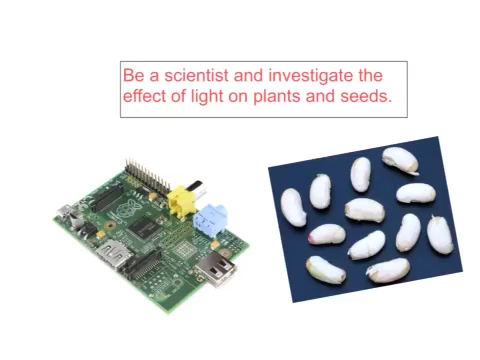 Be a scientist and investigate the
effect of light on plants and seeds.